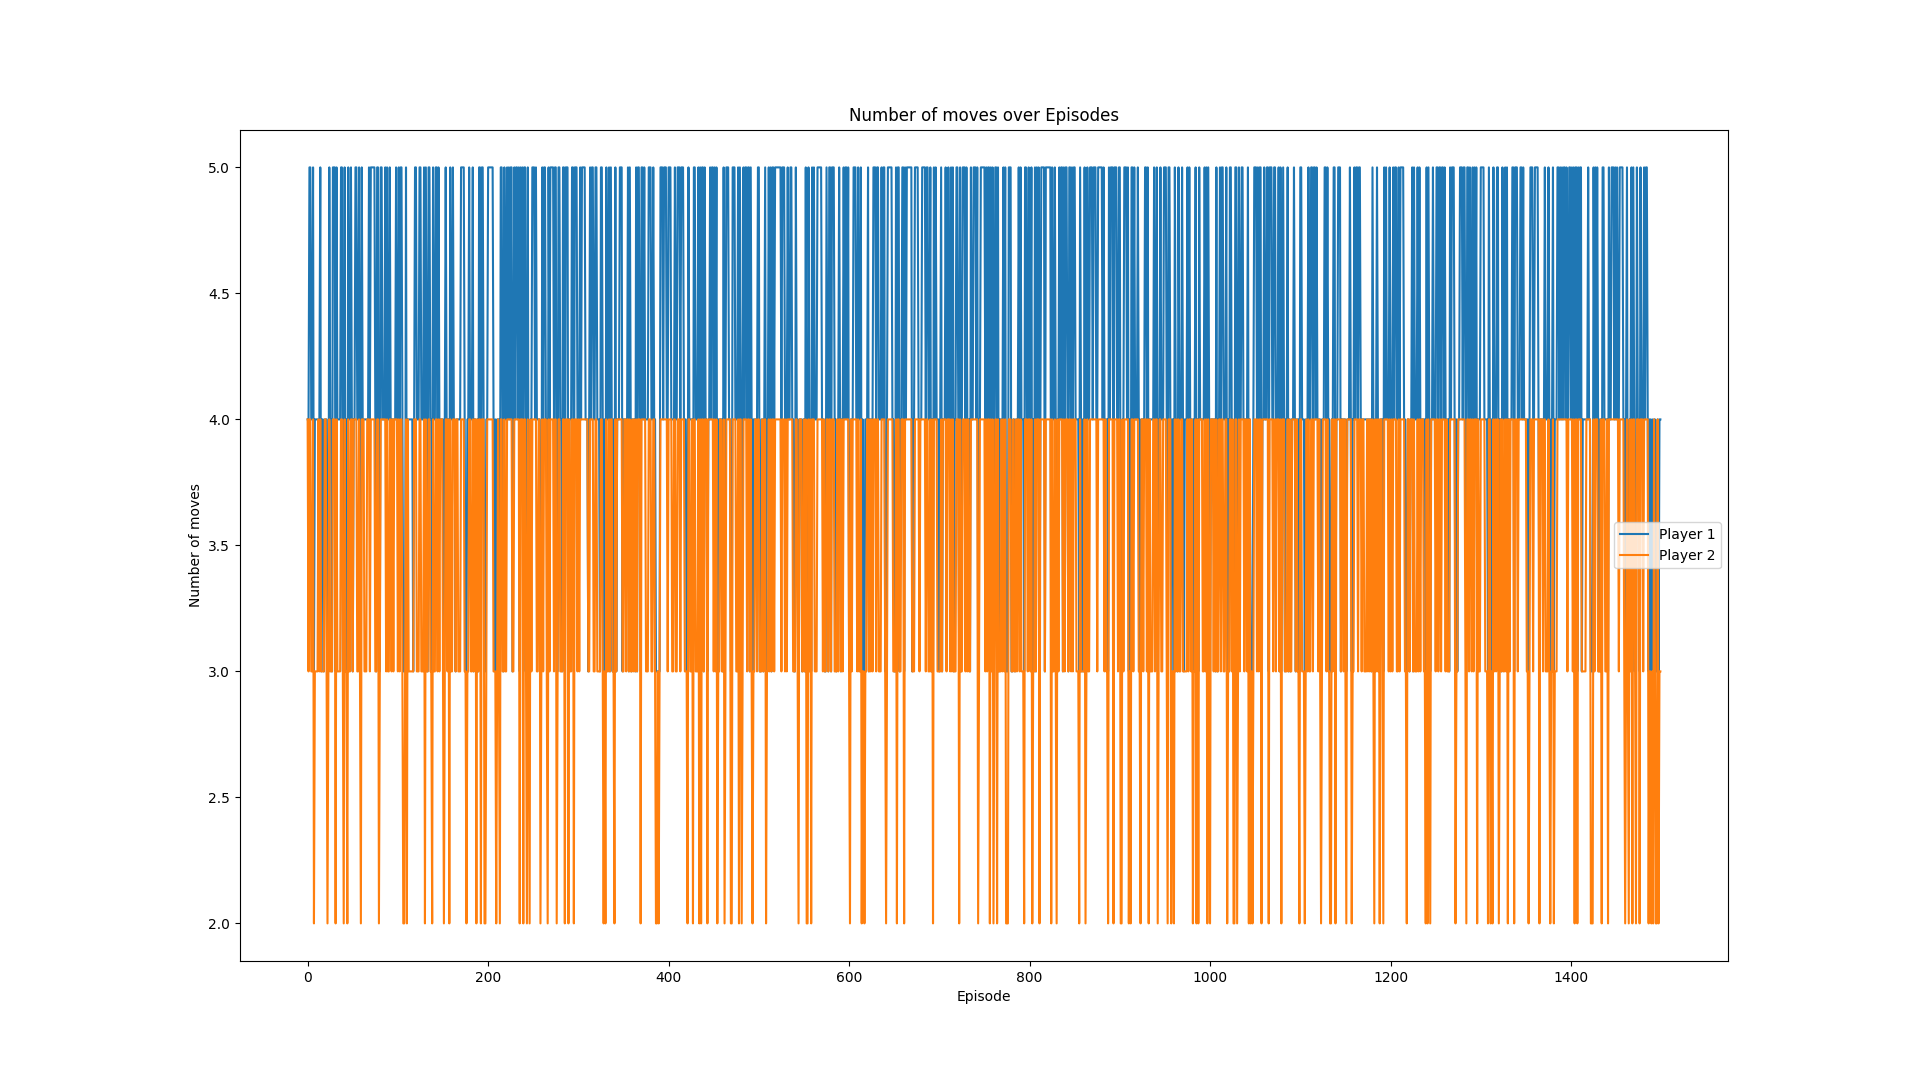 Number of moves over Episodes
5.0
4.5
4.0
3.5
3.0
2.5
2.0
Number of moves
Player 1
Player 2
0 200 400 600 800 1000 1200 1400
Episode